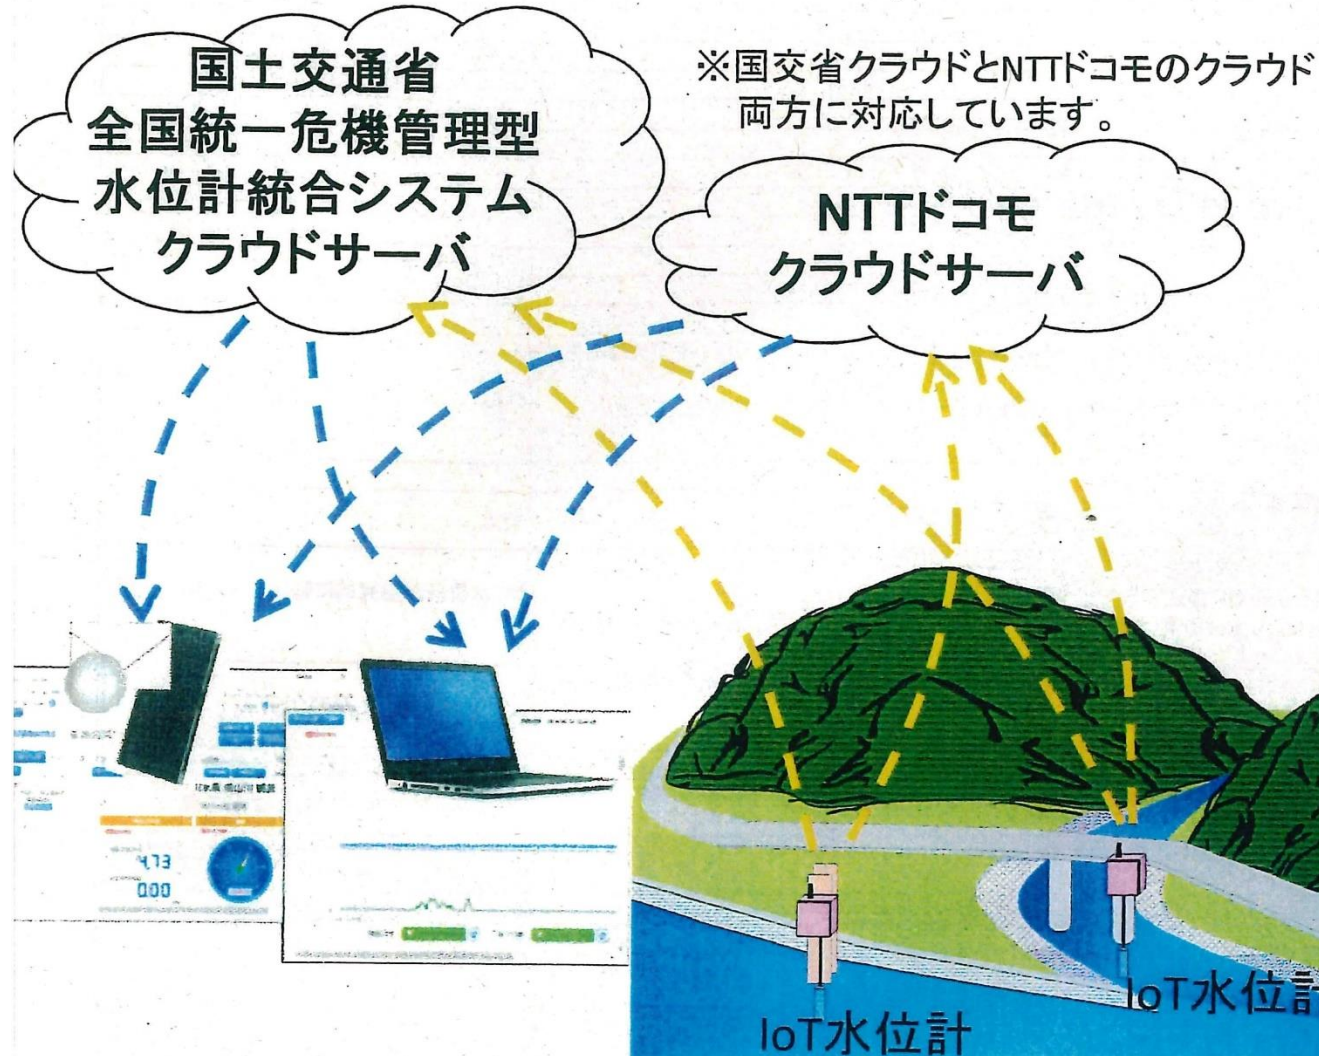 国土交通省
全国統一危機管理型
水位計統合システム
クラウドサーバ
※国交省クラウドとNTTドコモのクラウド
両方に対応しています。
NTTドコモ
クラウドサーバ
4.73
0.00
IoT水位計
IoT水位計